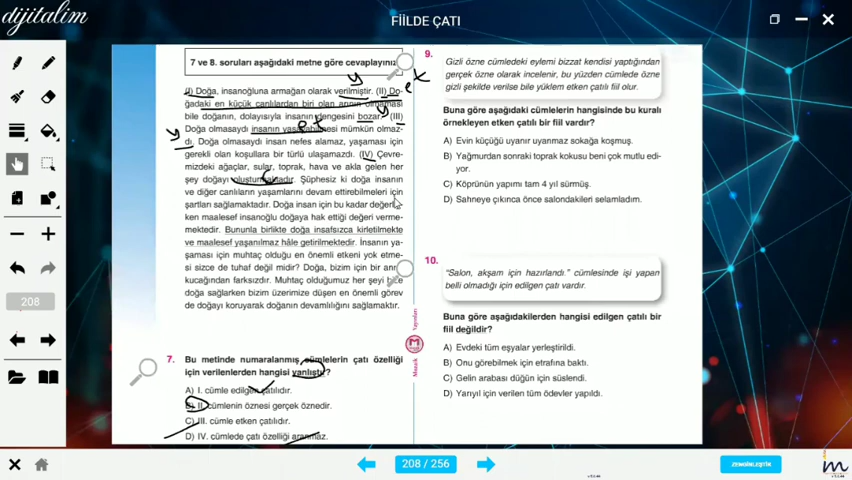 dijitalim
FİİLDE ÇATI
7 ve 8. soruları aşağıdaki metne göre cevaplayınız.
(I) Doğa, insanoğluna armağan olarak verilmiştir. (II) Do-
ğadaki en küçük canlılardan biri olan arının olmaması
bile doğanın, dolayısıyla insanın dengesini bozar. (III)
Doğa olmasaydı insanın yaşayabilmesi mümkün olmaz-
dı. Doğa olmasaydı insan nefes alamaz, yaşaması için
gerekli olan koşullara bir türlü ulaşamazdı. (IV) Çevre-
mizdeki ağaçlar, sular, toprak, hava ve akla gelen her
şey doğayı oluşturmaktadır. Şüphesiz ki doğa insanın
ve diğer canlıların yaşamlarını devam ettirebilmeleri için
şartları sağlamaktadır. Doğa insan için bu kadar değerli-
ken maalesef insanoğlu doğaya hak ettiği değeri verme-
mektedir. Bununla birlikte doğa insafsızca kirletilmekte
ve maalesef yaşanılmaz hâle getirilmektedir. İnsanın ya-
şaması için muhtaç olduğu en önemli etkeni yok etme-
si sizce de tuhaf değil midir? Doğa, bizim için bir anne
kucağından farksızdır. Muhtaç olduğumuz her şeyi bize
doğa sağlarken bizim üzerimize düşen en önemli görev
de doğayı koruyarak doğanın devamlılığını sağlamaktır.
7. Bu metinde numaralanmış cümlelerin çatı özelliği
için verilenlerden hangisi yanlıştır?
A) I. cümle edilgen çatılıdır.
B) II. cümlenin öznesi gerçek öznedir.
C) III. cümle etken çatılıdır.
D) IV. cümlede çatı özelliği aranmaz.
Mozaik Yayınları
9.
Gizli özne cümledeki eylemi bizzat kendisi yaptığından
gerçek özne olarak incelenir, bu yüzden cümlede özne
gizli şekilde verilse bile yüklem etken çatılı fiil olur.
Buna göre aşağıdaki cümlelerin hangisinde bu kuralı
örnekleyen etken çatılı bir fiil vardır?
A) Evin küçüğü uyanır uyanmaz sokağa koşmuş.
B) Yağmurdan sonraki toprak kokusu beni çok mutlu edi-
yor.
C) Köprünün yapımı tam 4 yıl sürmüş.
D) Sahneye çıkınca önce salondakileri selamladım.
10.
"Salon, akşam için hazırlandı." cümlesinde işi yapan
belli olmadığı için edilgen çatı vardır.
Buna göre aşağıdakilerden hangisi edilgen çatılı bir
fiil değildir?
A) Evdeki tüm eşyalar yerleştirildi.
B) Onu görebilmek için etrafına baktı.
C) Gelin arabası düğün için süslendi.
D) Yarıyıl için verilen tüm ödevler yapıldı.
208
208 / 256
ZENGİNLEŞTİR